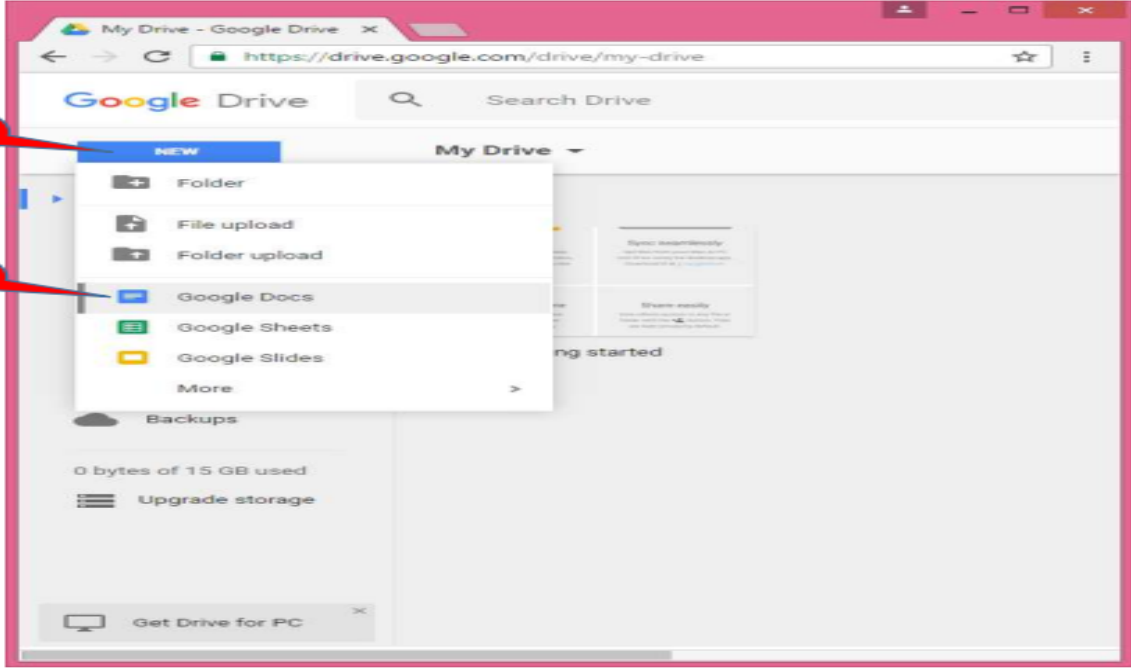 My Drive - Google Drive
https://drive.google.com/drive/my-drive
Google Drive
Search Drive
NEW
My Drive
Folder
File upload
Folder upload
Google Docs
Google Sheets
Google Slides
More
Sync seamlessly
Share easily
ng started
Backups
0 bytes of 15 GB used
Upgrade storage
Get Drive for PC